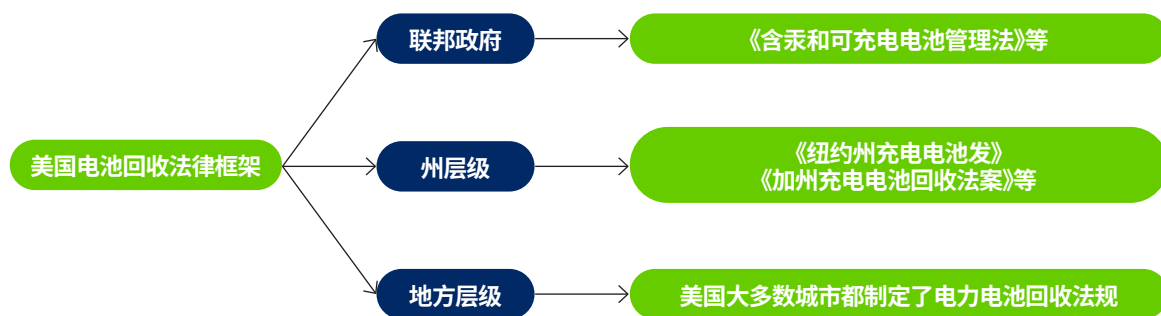 联邦政府
《含汞和可充电电池管理法》等
美国电池回收法律框架
州层级
《纽约州充电电池发》
《加州充电电池回收法案》等
地方层级
美国大多数城市都制定了电力电池回收法规